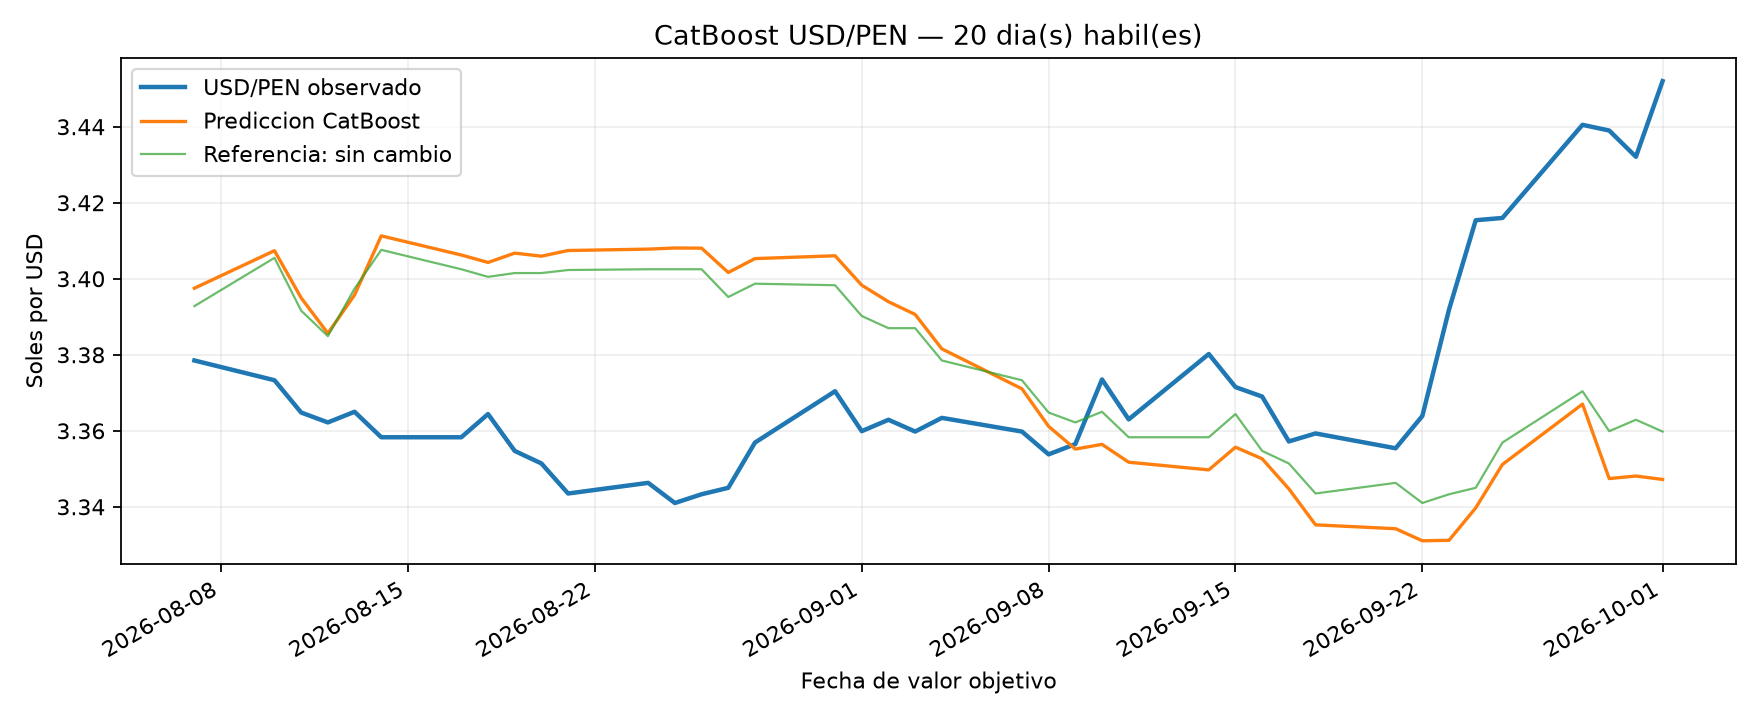 CatBoost USD/PEN — 20 dia(s) habil(es)
USD/PEN observado
Prediccion CatBoost
Referencia: sin cambio
Soles por USD
3.44
3.42
3.40
3.38
3.36
3.34
2026-08-08
2026-08-15
2026-08-22
2026-09-01
2026-09-08
2026-09-15
2026-09-22
2026-10-01
Fecha de valor objetivo